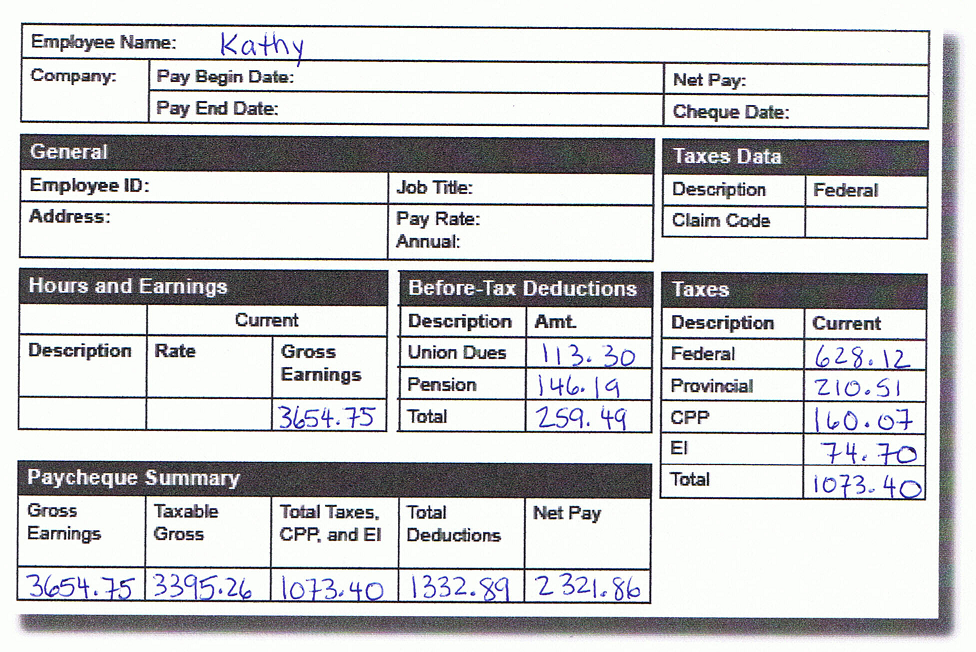 Employee Name: Kathy
Company: Pay Begin Date: Net Pay:
Pay End Date: Cheque Date:
General
Employee ID: Job Title:
Address: Pay Rate:
Annual:
Taxes Data
Description Federal
Claim Code
Hours and Earnings
Current
Description Rate Gross
Earnings
3654.75
Before-Tax Deductions
Description Amt.
Union Dues 113.30
Pension 146.19
Total 259.49
Taxes
Description Current
Federal 628.12
Provincial 210.51
CPP 160.07
EI 74.70
Total 1073.40
Paycheque Summary
Gross Taxable Total Taxes, Total Net Pay
Earnings Gross CPP, and EI Deductions
3654.75 3395.26 1073.40 1332.89 2321.86